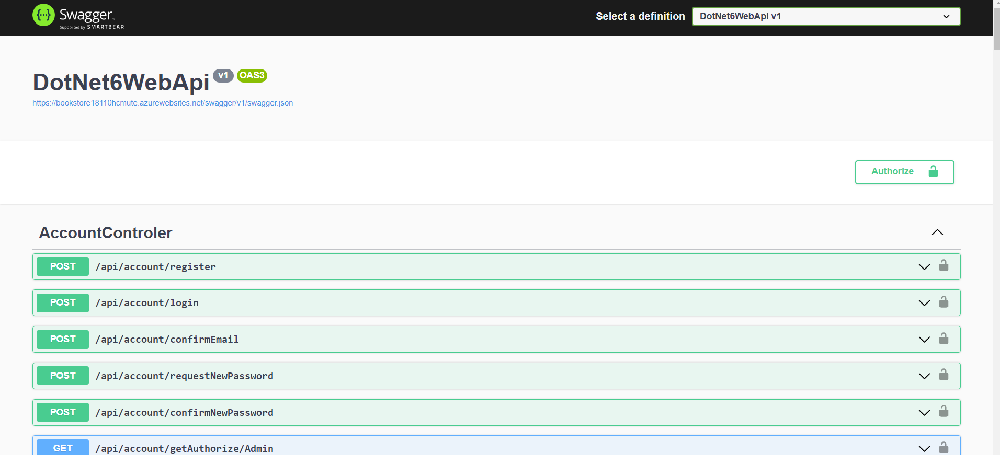 {···} Swagger™
Supported by SMARTBEAR
Select a definition
DotNet6WebApi v1
DotNet6WebApi v1 OAS3
https://bookstore18110hcmute.azurewebsites.net/swagger/v1/swagger.json
Authorize
AccountControler
POST /api/account/register
POST /api/account/login
POST /api/account/confirmEmail
POST /api/account/requestNewPassword
POST /api/account/confirmNewPassword
GET /api/account/getAuthorize/Admin